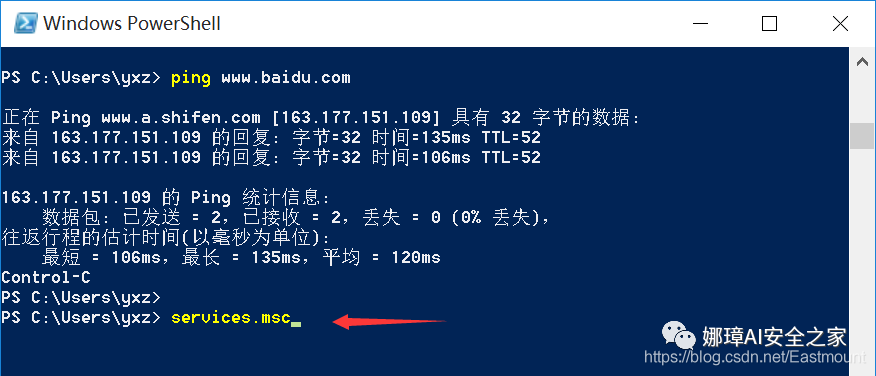 Windows PowerShell
PS C:\Users\yxz> ping www.baidu.com
正在 Ping www.a.shifen.com [163.177.151.109] 具有 32 字节的数据:
来自 163.177.151.109 的回复: 字节=32 时间=135ms TTL=52
来自 163.177.151.109 的回复: 字节=32 时间=106ms TTL=52
163.177.151.109 的 Ping 统计信息:
数据包: 已发送 = 2，已接收 = 2，丢失 = 0 (0% 丢失)，
往返行程的估计时间(以毫秒为单位):
最短 = 106ms，最长 = 135ms，平均 = 120ms
Control-C
PS C:\Users\yxz>
PS C:\Users\yxz> services.msc
娜璋AI安全之家
https://blog.csdn.net/Eastmount